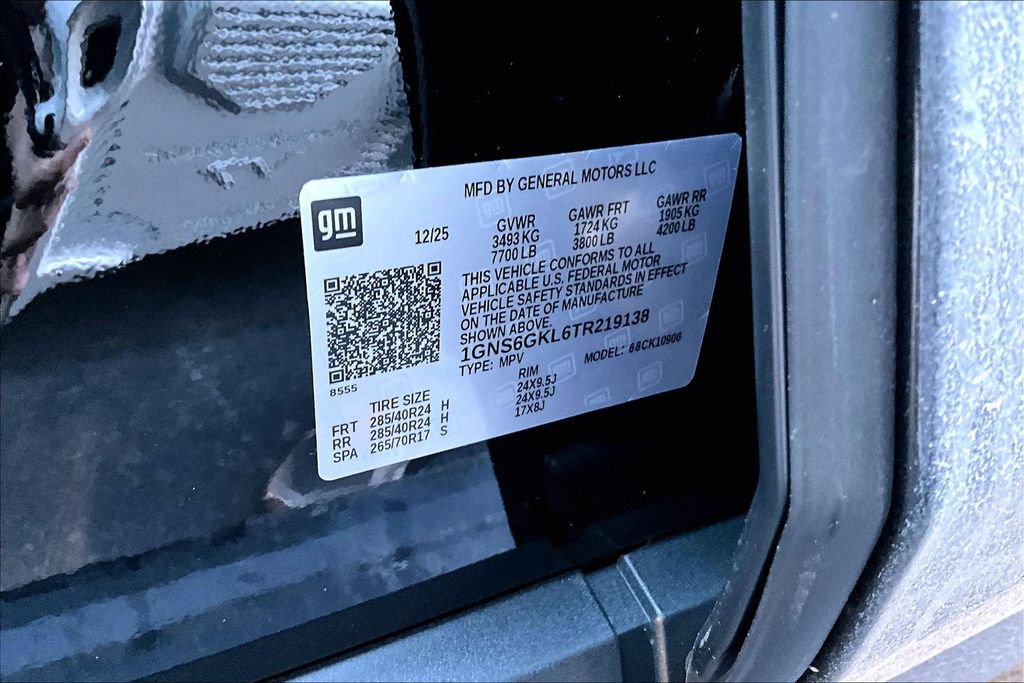 gm
MFD BY GENERAL MOTORS LLC
12/25
GVWR GAWR FRT GAWR RR
3493 KG 1724 KG 1905 KG
7700 LB 3800 LB 4200 LB
THIS VEHICLE CONFORMS TO ALL
APPLICABLE U.S. FEDERAL MOTOR
VEHICLE SAFETY STANDARDS IN EFFECT
ON THE DATE OF MANUFACTURE
SHOWN ABOVE.
1GNS6GKL6TR219138
TYPE: MPV MODEL: 68CK10906
8555
TIRE SIZE RIM
FRT 285/40R24 H 24X9.5J
RR 285/40R24 H 24X9.5J
SPA 265/70R17 S 17X8J